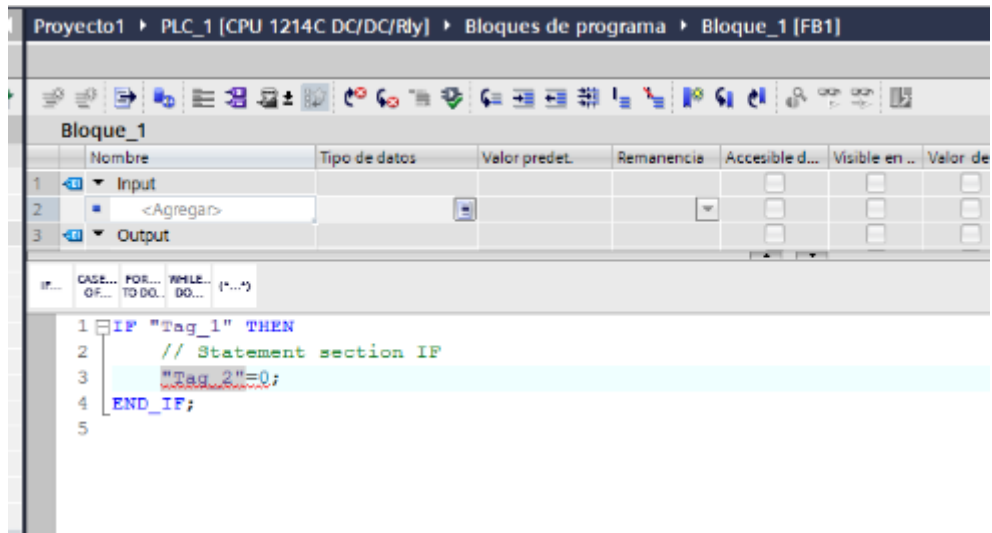 Proyecto1 ▸ PLC_1 [CPU 1214C DC/DC/Rly] ▸ Bloques de programa ▸ Bloque_1 [FB1]
Bloque_1
Nombre Tipo de datos Valor predet. Remanencia Accesible d... Visible en .. Valor de
1 Input
2 <Agregar>
3 Output
IF... CASE... OF... FOR... TO DO.. WHILE.. DO... (*...*)
1 IF "Tag_1" THEN
2 // Statement section IF
3 "Tag_2"=0;
4 END_IF;
5